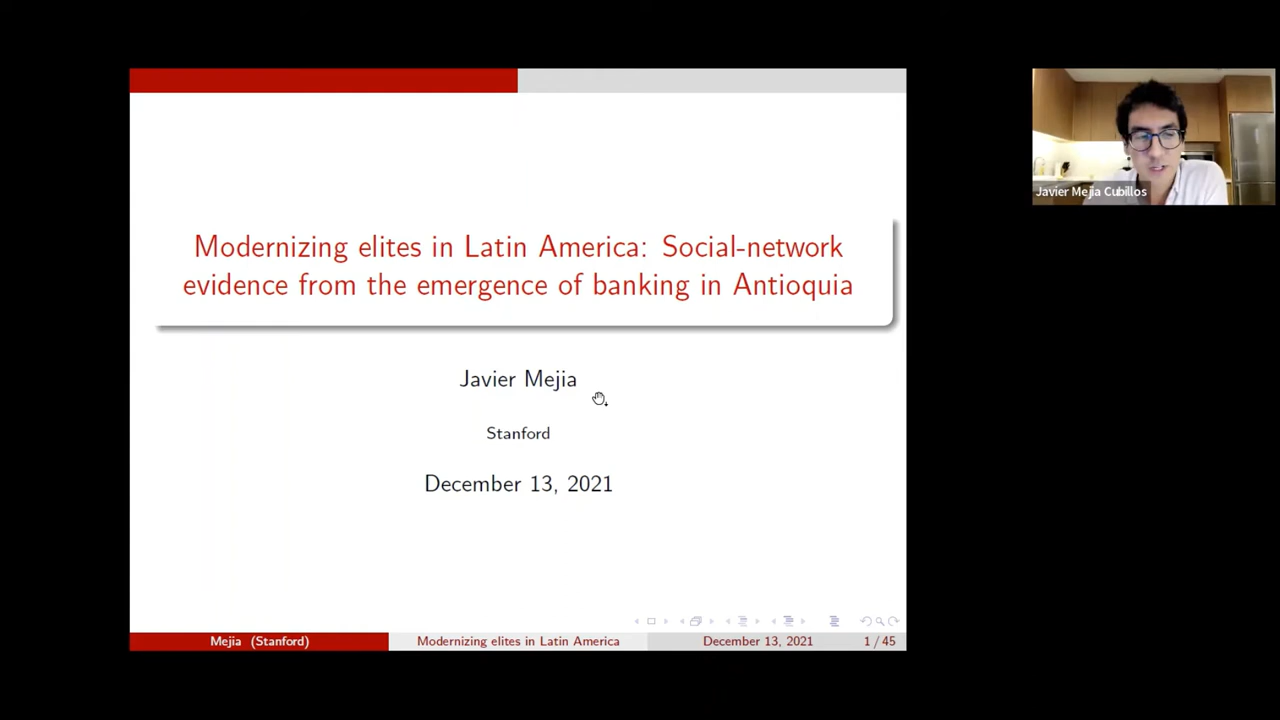 Modernizing elites in Latin America: Social-network
evidence from the emergence of banking in Antioquia
Javier Mejia
Stanford
December 13, 2021
Mejia (Stanford)
Modernizing elites in Latin America
December 13, 2021
1 / 45
Javier Mejia Cubillos